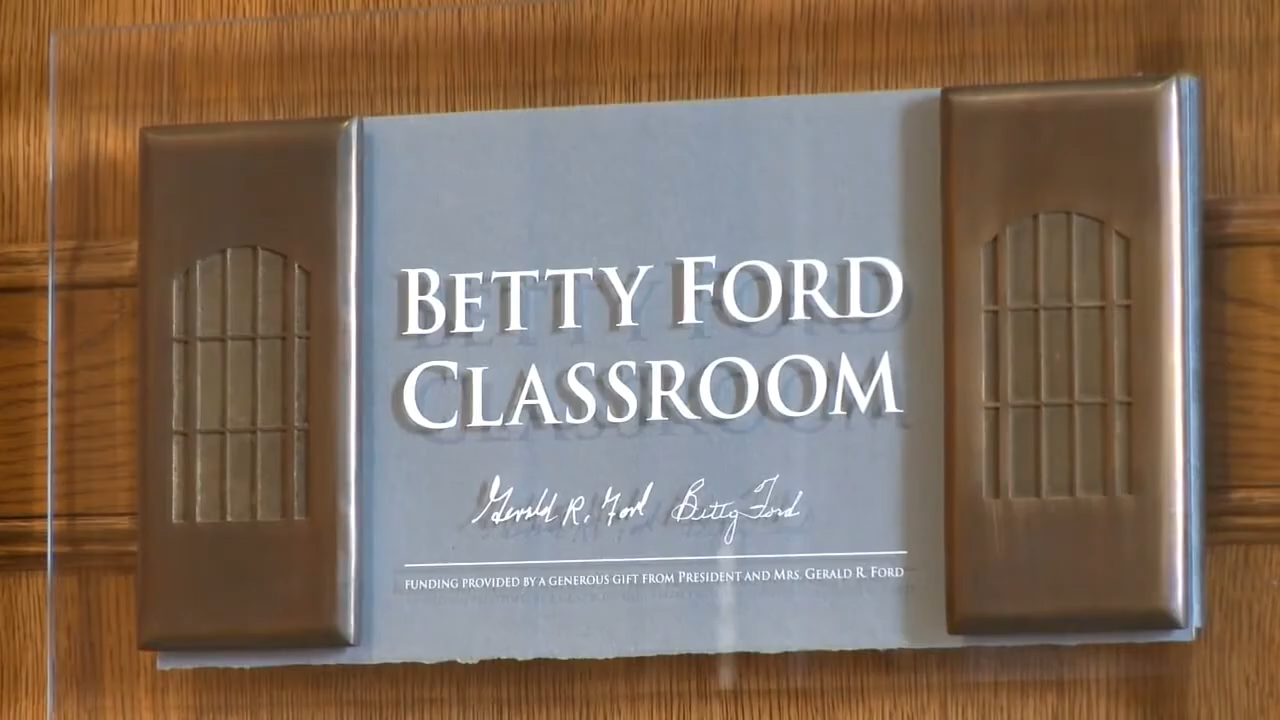 BETTY FORD
CLASSROOM
Gerald R. Ford Betty Ford
FUNDING PROVIDED BY A GENEROUS GIFT FROM PRESIDENT AND MRS. GERALD R. FORD